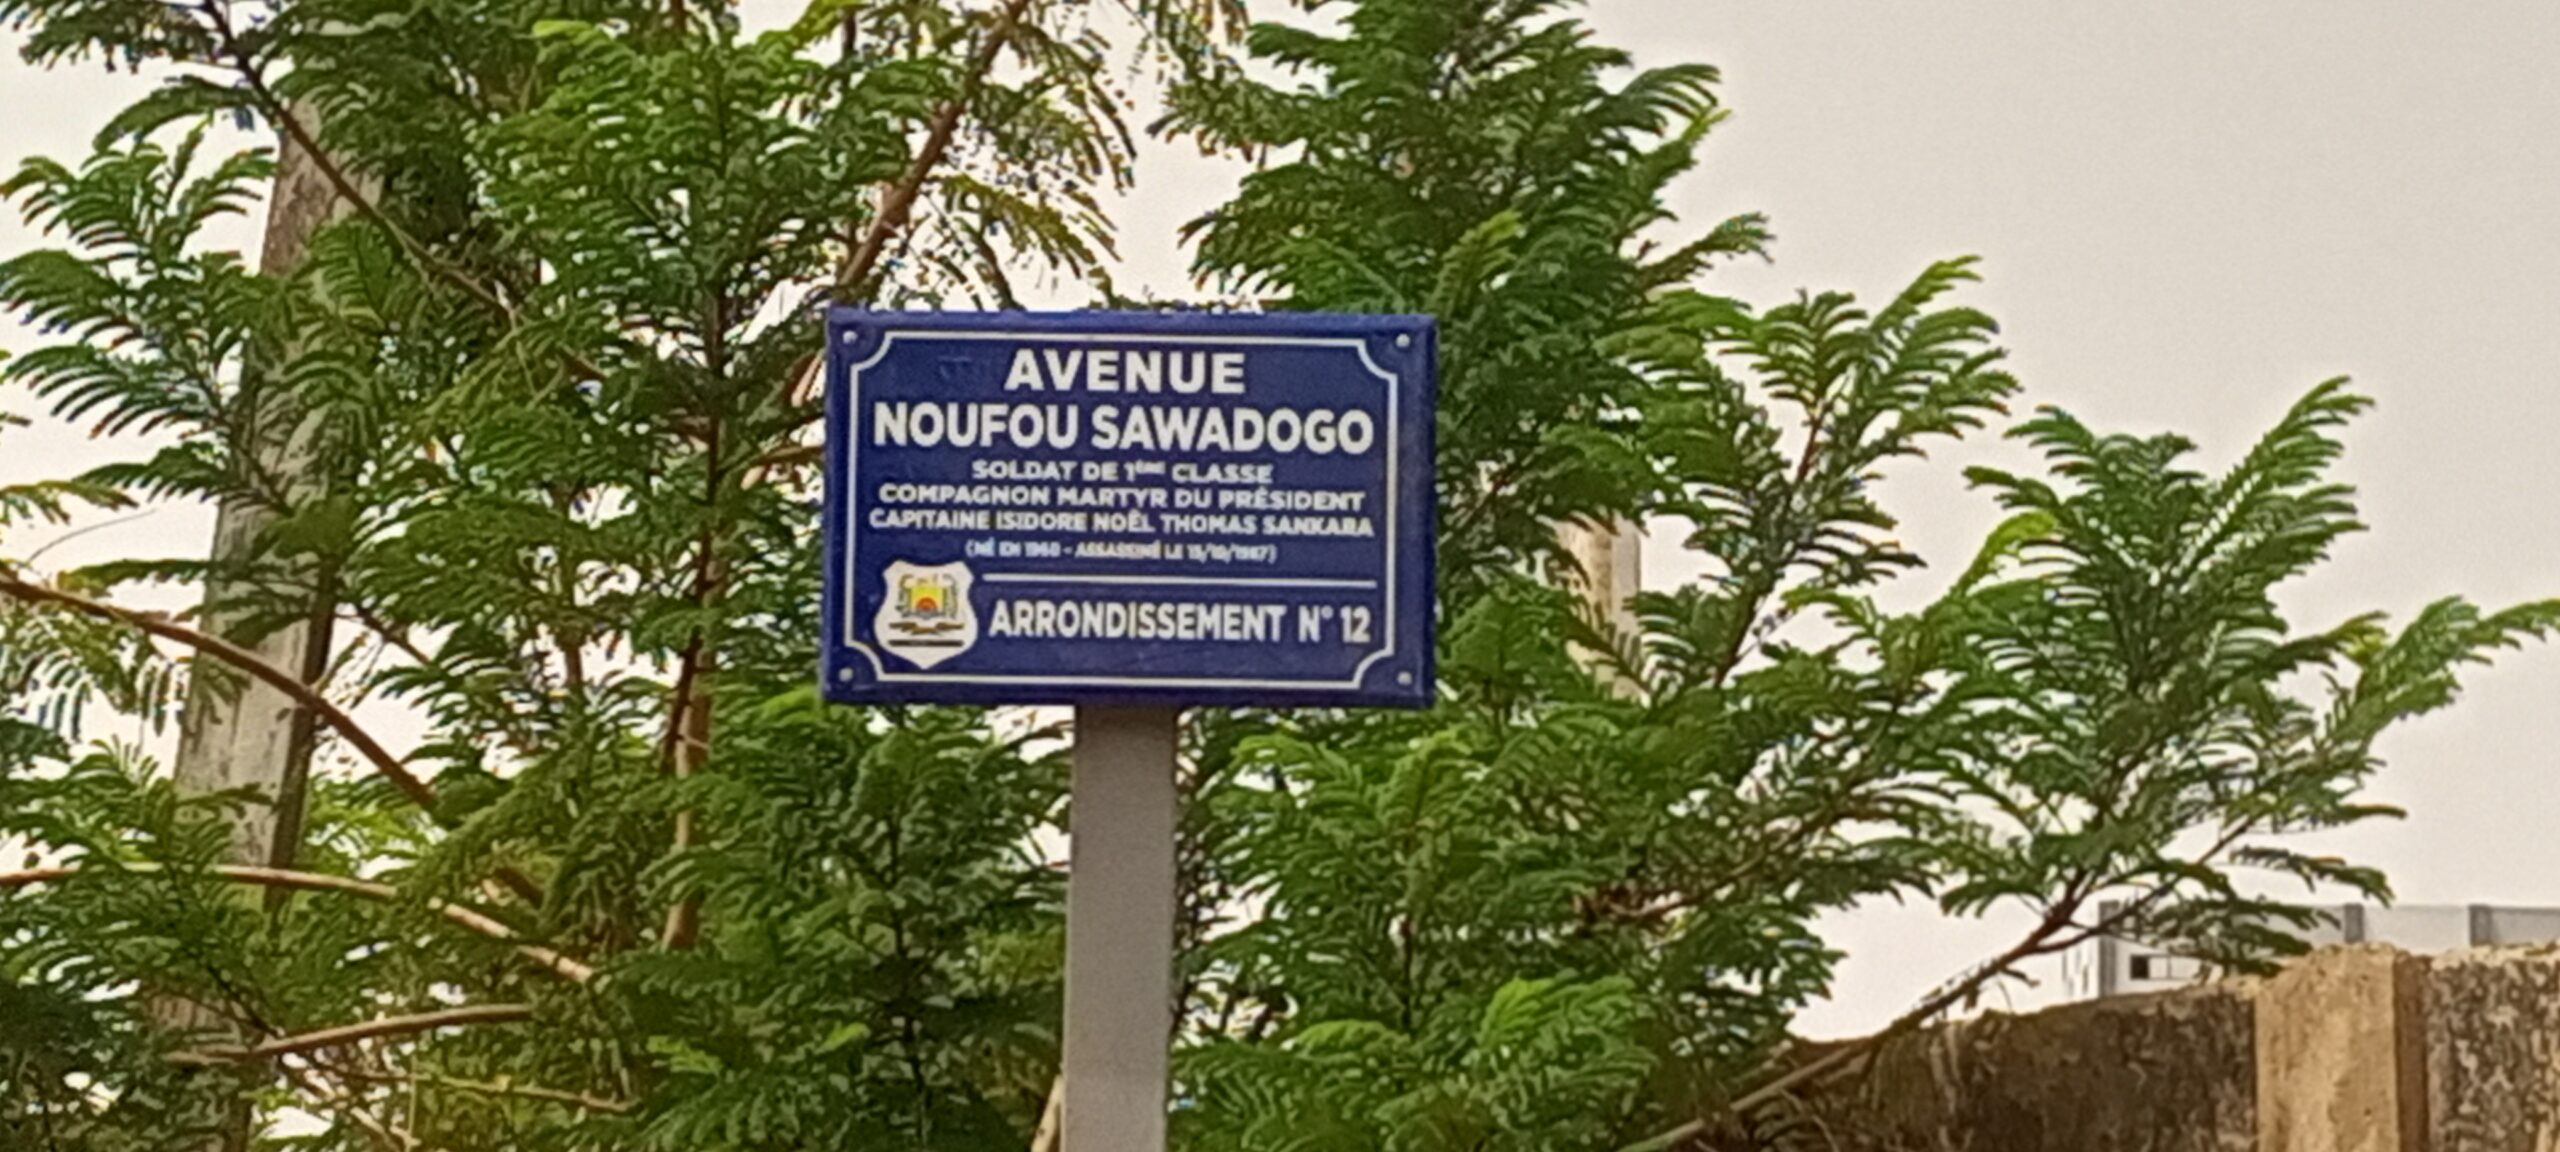 AVENUE
NOUFOU SAWADOGO
SOLDAT DE 1ème CLASSE
COMPAGNON MARTYR DU PRÉSIDENT
CAPITAINE ISIDORE NOËL THOMAS SANKARA
(NÉ EN 1960 - ASSASSINÉ LE 15/10/1987)
ARRONDISSEMENT N° 12